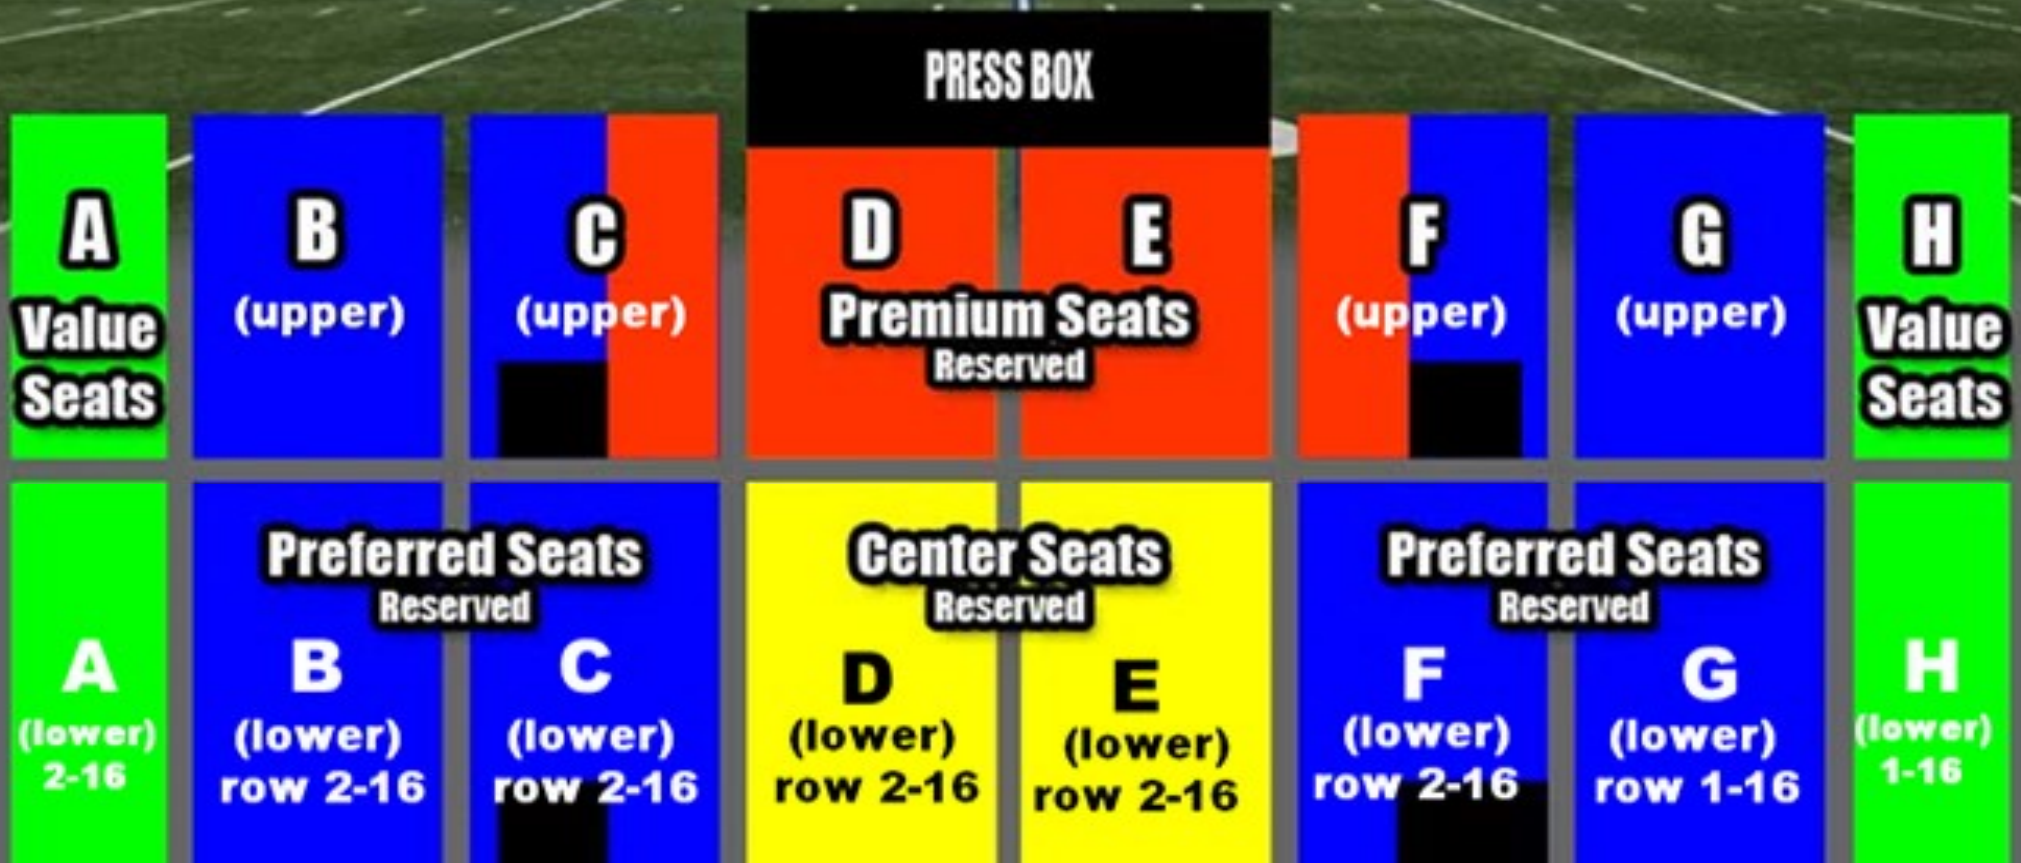 PRESS BOX
A
Value
Seats
B
(upper)
C
(upper)
D
E
Premium Seats
Reserved
F
(upper)
G
(upper)
H
Value
Seats
Preferred Seats
Reserved
Center Seats
Reserved
Preferred Seats
Reserved
A
(lower)
2-16
B
(lower)
row 2-16
C
(lower)
row 2-16
D
(lower)
row 2-16
E
(lower)
row 2-16
F
(lower)
row 2-16
G
(lower)
row 1-16
H
(lower)
1-16